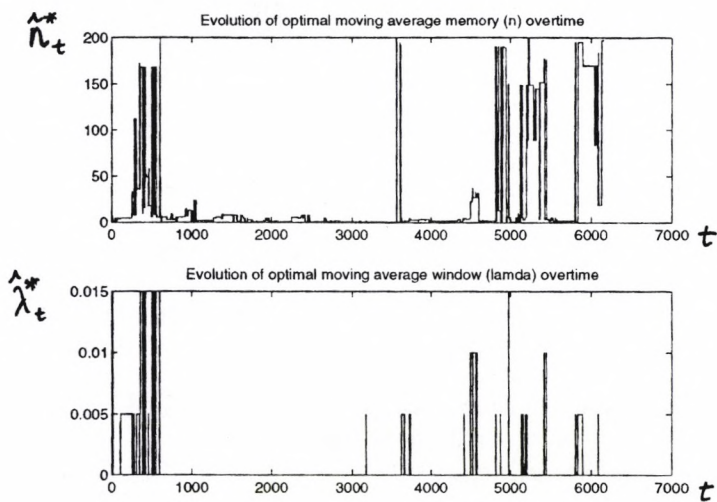 Evolution of optimal moving average memory (n) overtime
n̂*t
200
150
100
50
0
0 1000 2000 3000 4000 5000 6000 7000 t
Evolution of optimal moving average window (lamda) overtime
λ̂*t
0.015
0.01
0.005
0
0 1000 2000 3000 4000 5000 6000 7000 t